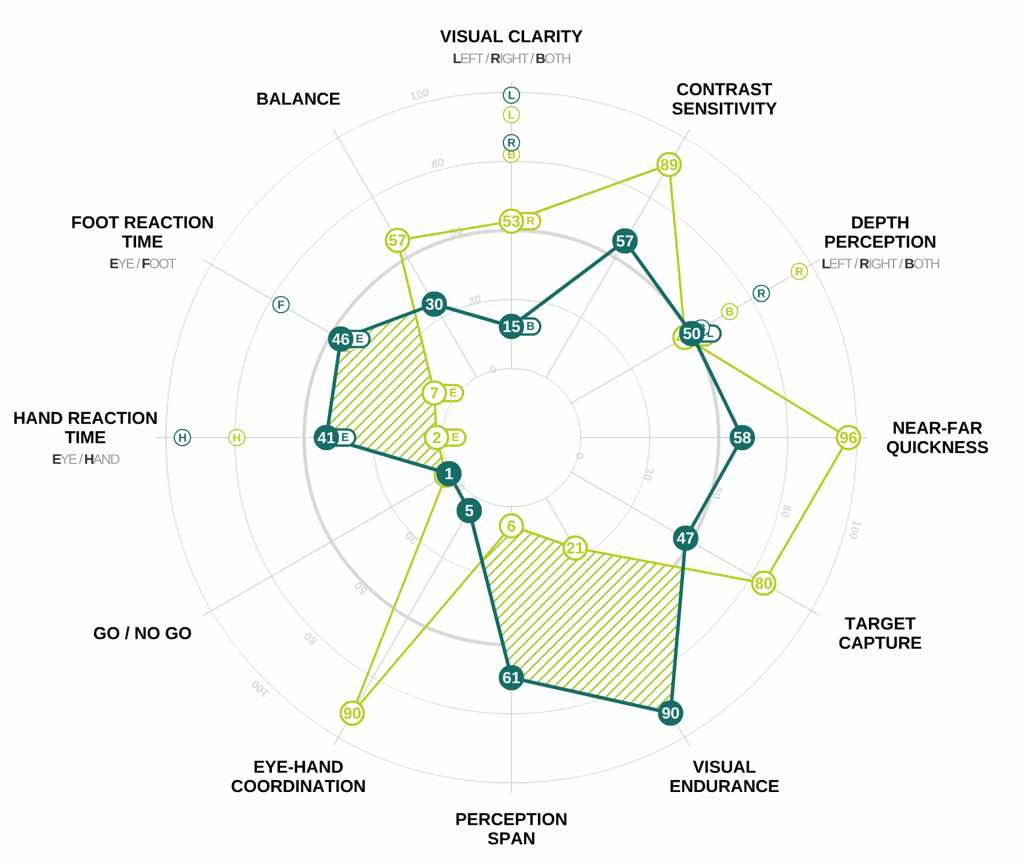 VISUAL CLARITY
LEFT / RIGHT / BOTH
BALANCE
CONTRAST
SENSITIVITY
100
L
L
R
B
80
89
FOOT REACTION
TIME
EYE / FOOT
DEPTH
PERCEPTION
LEFT / RIGHT / BOTH
57
53 R
57
R
R
B
F
30
30
15 B
46 E
50 L
0
7 E
HAND REACTION
TIME
EYE / HAND
H
H
41 E
2 E
58
96
NEAR-FAR
QUICKNESS
0
30
50
80
100
1
5
6
21
47
80
30
50
80
100
GO / NO GO
TARGET
CAPTURE
61
90
90
EYE-HAND
COORDINATION
VISUAL
ENDURANCE
PERCEPTION
SPAN